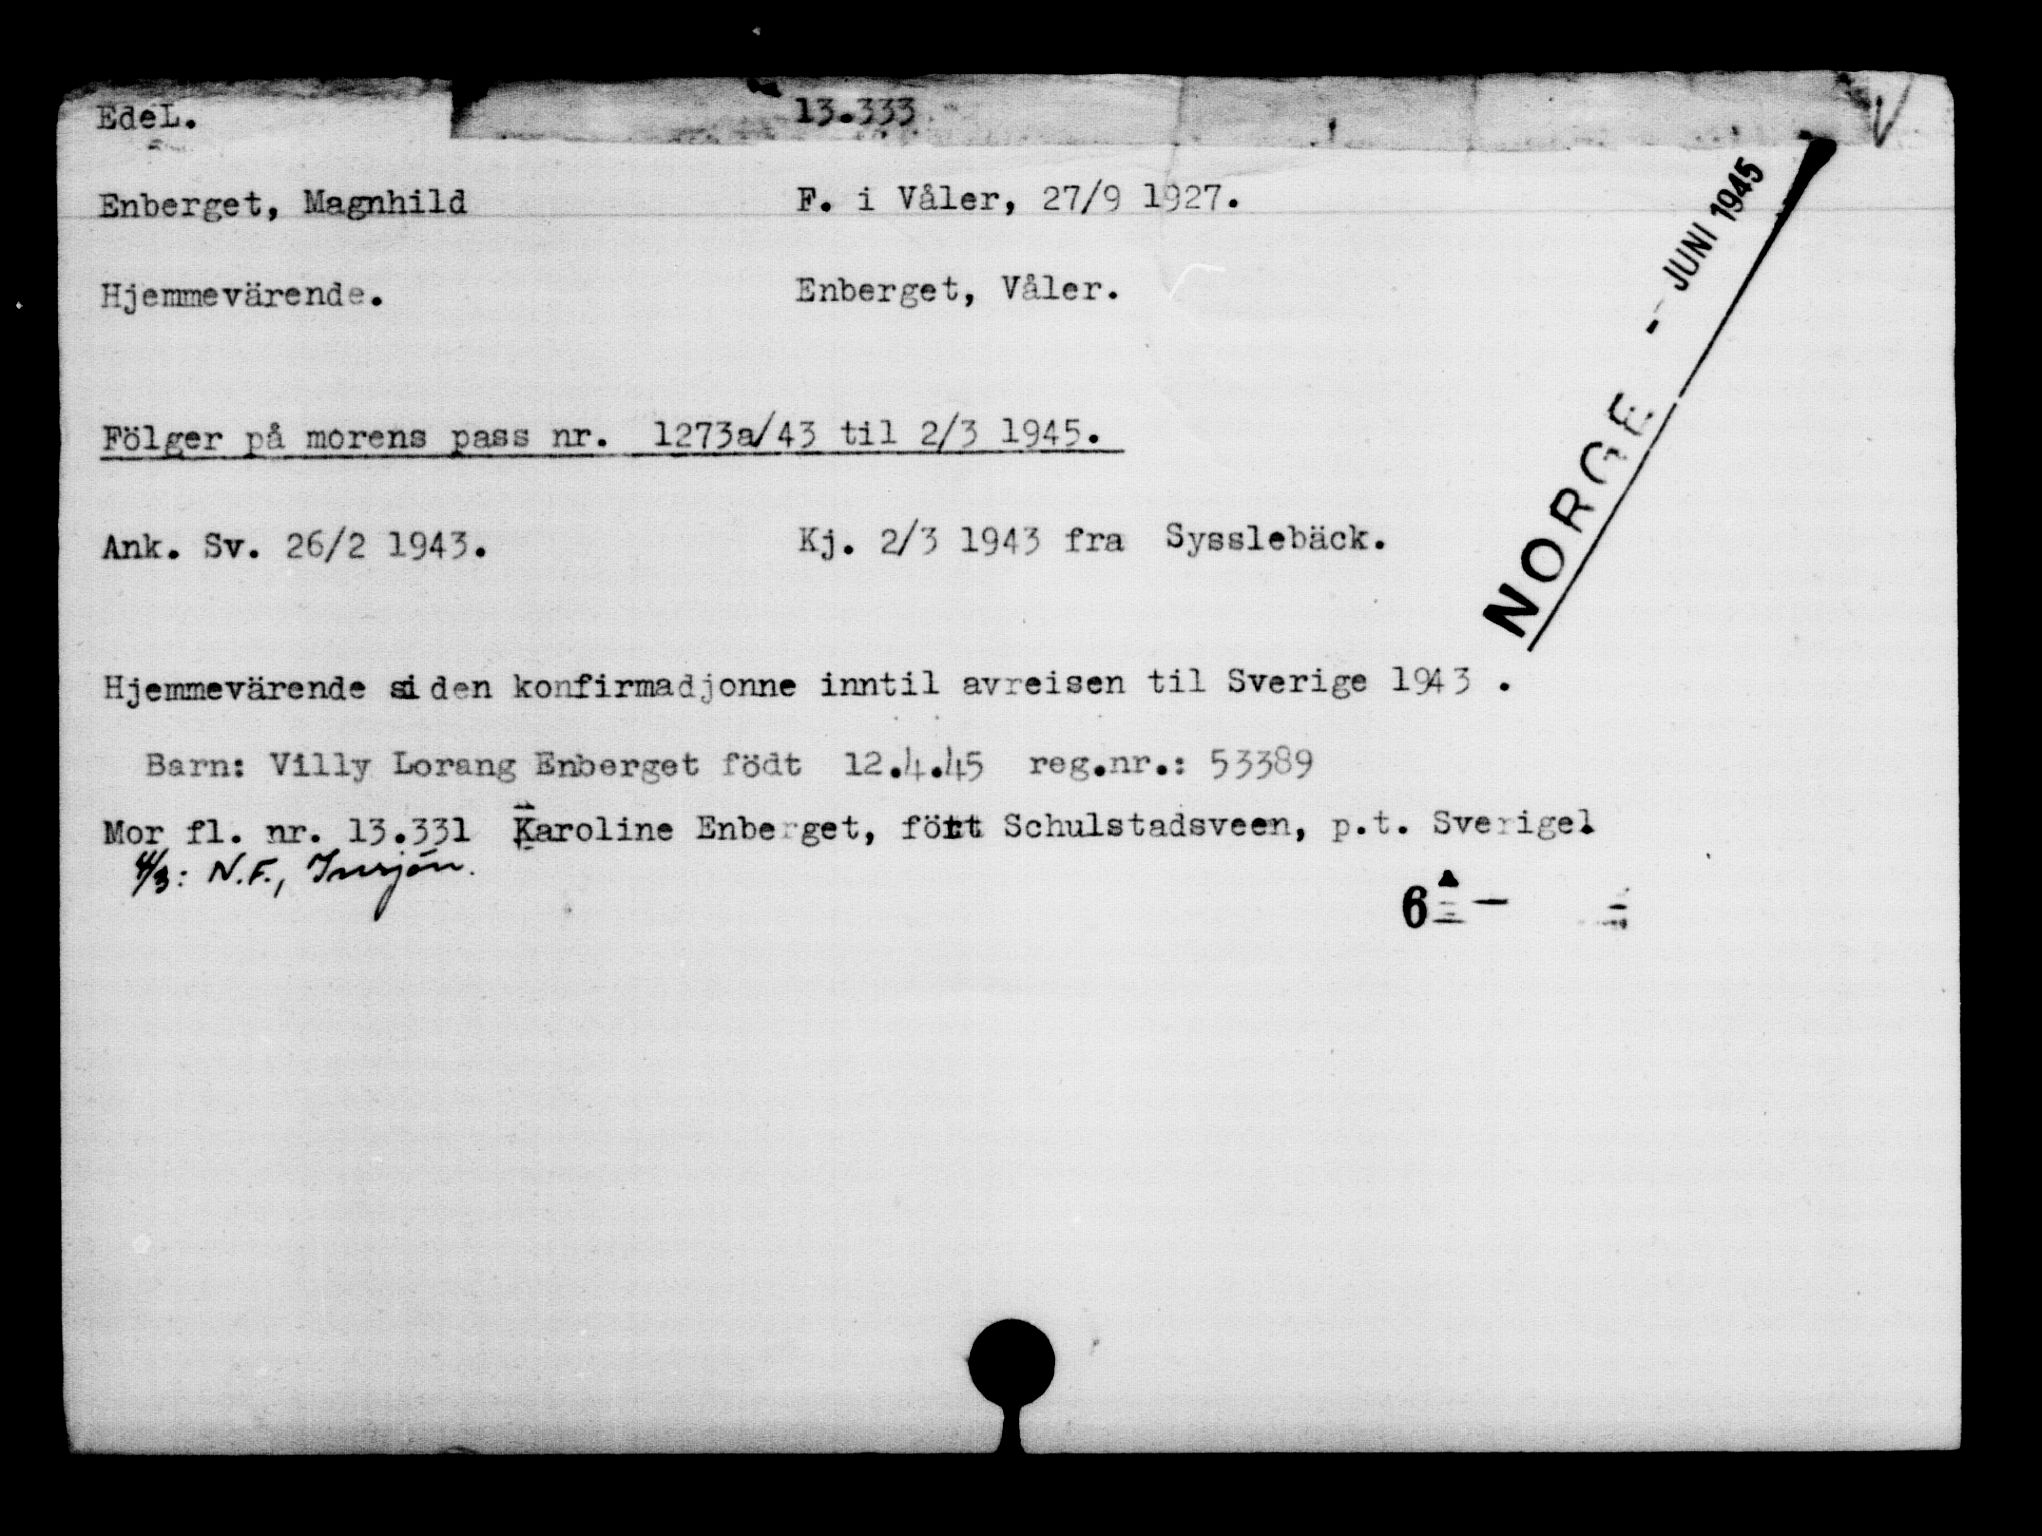 EdeL. 13.333 V
Enberget, Magnhild F. i Våler, 27/9 1927.
Hjemmevärende. Enberget, Våler.
NORGE - JUNI 1945
Fölger på morens pass nr. 1273a/43 til 2/3 1945.
Ank. Sv. 26/2 1943. Kj. 2/3 1943 fra Sysslebäck.
Hjemmevärende siden konfirmadjonne inntil avreisen til Sverige 1943 .
Barn: Villy Lorang Enberget födt 12.4.45 reg.nr.: 53389
Mor fl. nr. 13.331 Karoline Enberget, fött Schulstadsveen, p.t. Sverige.
4/3: N.F., Insjön.
6 -